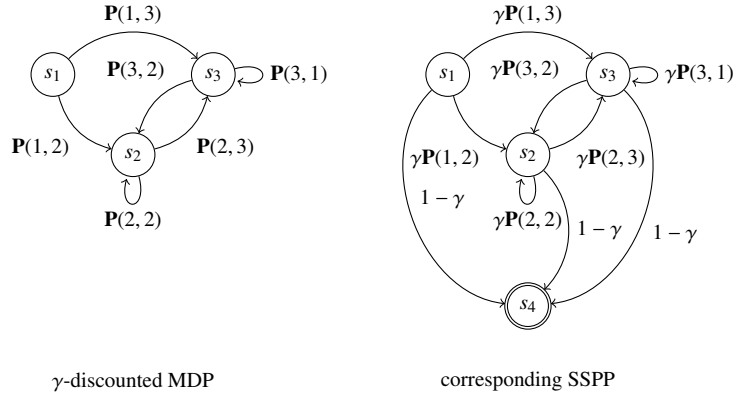 P(1, 3)
s1
P(3, 2)
s3
P(3, 1)
P(1, 2)
s2
P(2, 3)
P(2, 2)
γ-discounted MDP
γP(1, 3)
s1
γP(3, 2)
s3
γP(3, 1)
γP(1, 2)
s2
γP(2, 3)
1 − γ
γP(2, 2)
1 − γ
1 − γ
s4
corresponding SSPP